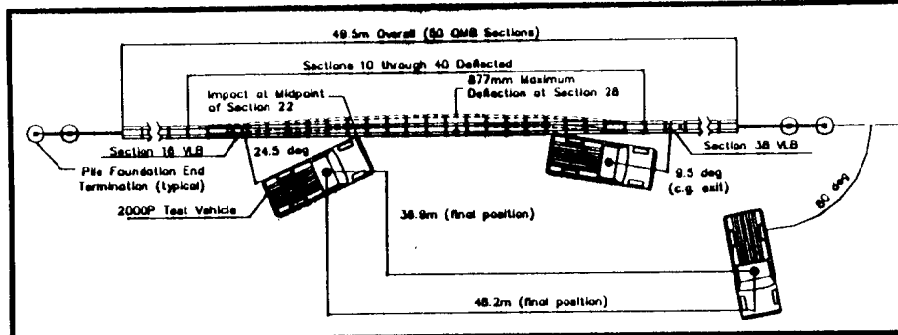 49.5m Overall (50 QMB Sections)
Sections 10 through 40 Deflected
Impact at Midpoint
of Section 22
877mm Maximum
Deflection at Section 28
Section 16 VLB
24.5 deg
Section 38 VLB
Pile Foundation End
Termination (typical)
9.5 deg
(c.g. exit)
80 deg
2000P Test Vehicle
36.9m (final position)
48.2m (final position)